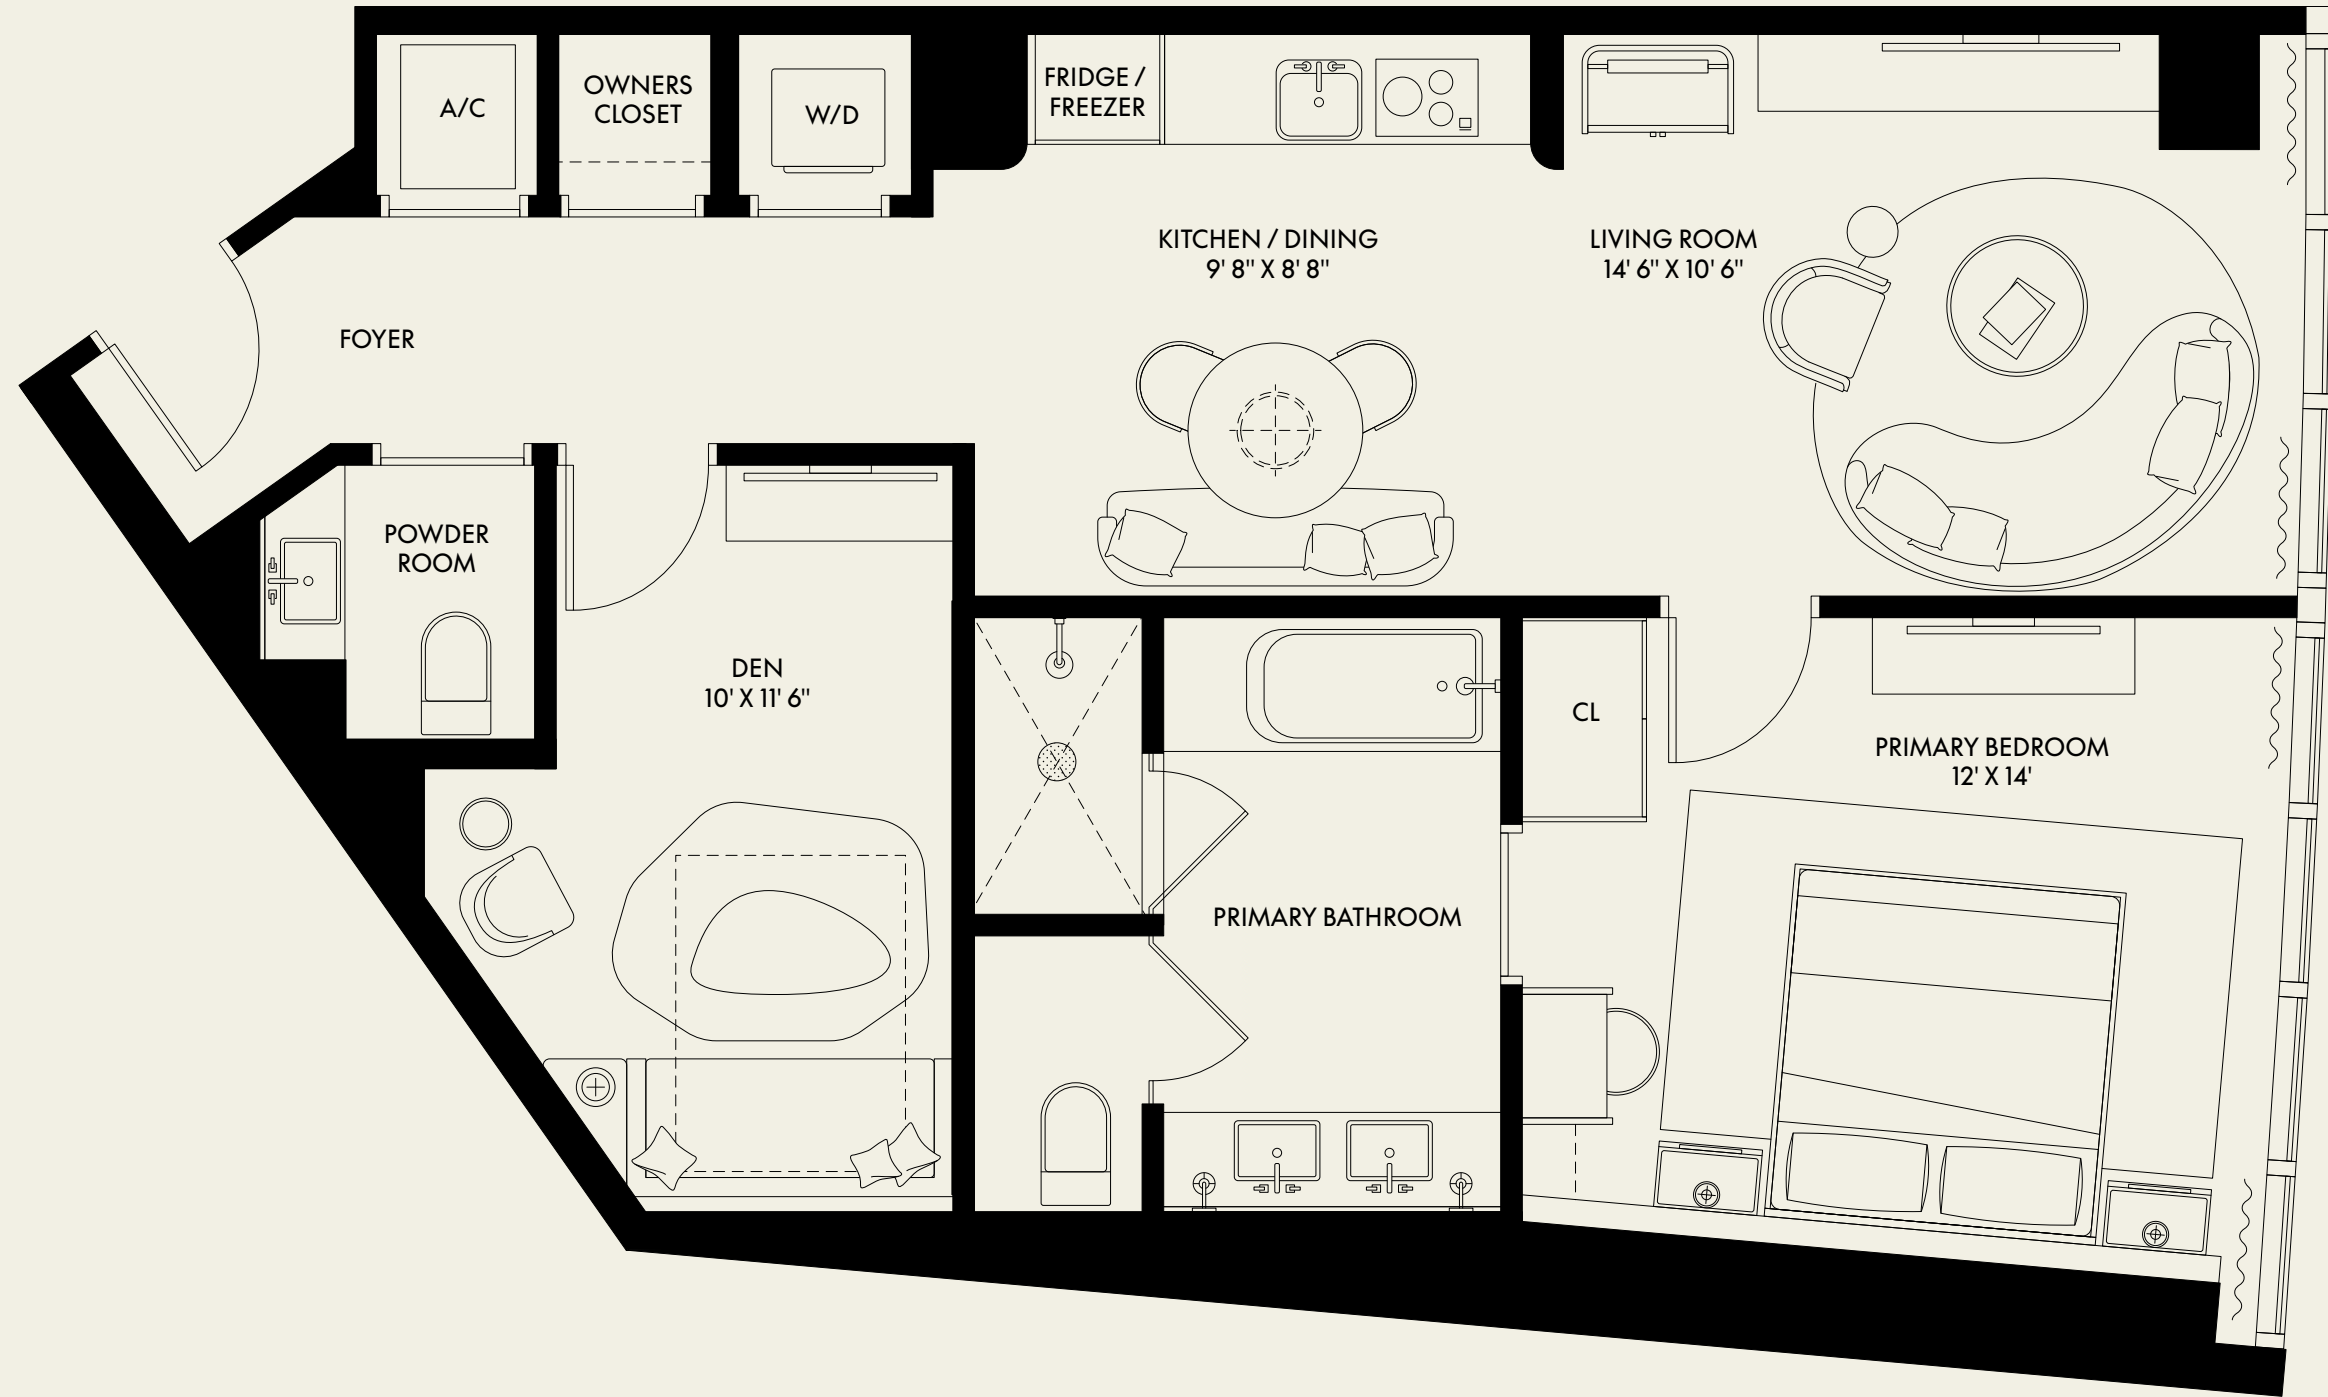 A/C
OWNERS
CLOSET
W/D
FRIDGE /
FREEZER
KITCHEN / DINING
9' 8" X 8' 8"
LIVING ROOM
14' 6" X 10' 6"
FOYER
POWDER
ROOM
DEN
10' X 11' 6"
CL
PRIMARY BEDROOM
12' X 14'
PRIMARY BATHROOM